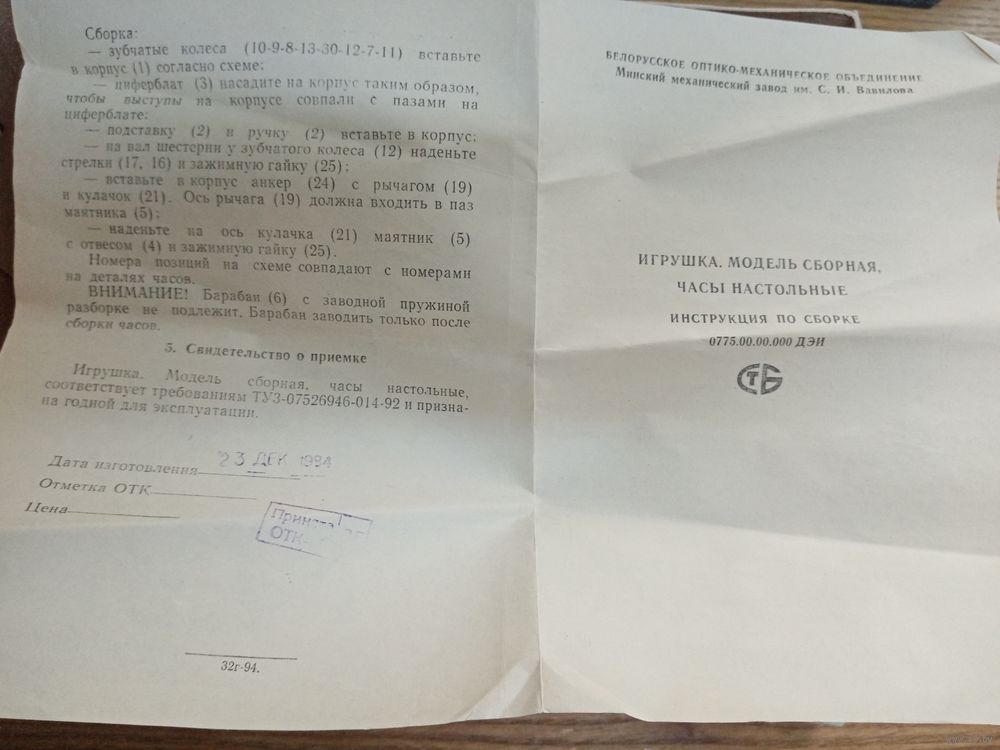 Сборка:
— зубчатые колеса (10-9-8-13-30-12-7-11) вставьте
в корпус (1) согласно схеме;
— циферблат (3) насадите на корпус таким образом,
чтобы выступы на корпусе совпали с пазами на
циферблате;
— подставку (2) и ручку (2) вставьте в корпус;
— на вал шестерни у зубчатого колеса (12) наденьте
стрелки (17, 16) и зажимную гайку (25);
— вставьте в корпус анкер (24) с рычагом (19)
и кулачок (21). Ось рычага (19) должна входить в паз
маятника (5);
— наденьте на ось кулачка (21) маятник (5)
с отвесом (4) и зажимную гайку (25).
Номера позиций на схеме совпадают с номерами
на деталях часов.
ВНИМАНИЕ! Барабан (6) с заводной пружиной
разборке не подлежит. Барабан заводить только после
сборки часов.
5. Свидетельство о приемке
Игрушка. Модель сборная, часы настольные,
соответствует требованиям ТУЗ-07526946-014-92 и призна-
на годной для эксплуатации.
Дата изготовления 23 ДЕК 1994
Отметка ОТК
Цена
ОТК
32г-94.
БЕЛОРУССКОЕ ОПТИКО-МЕХАНИЧЕСКОЕ ОБЪЕДИНЕНИЕ
Минский механический завод им. С. И. Вавилова
ИГРУШКА. МОДЕЛЬ СБОРНАЯ,
ЧАСЫ НАСТОЛЬНЫЕ
ИНСТРУКЦИЯ ПО СБОРКЕ
0775.00.00.000 ДЭИ
СТБ